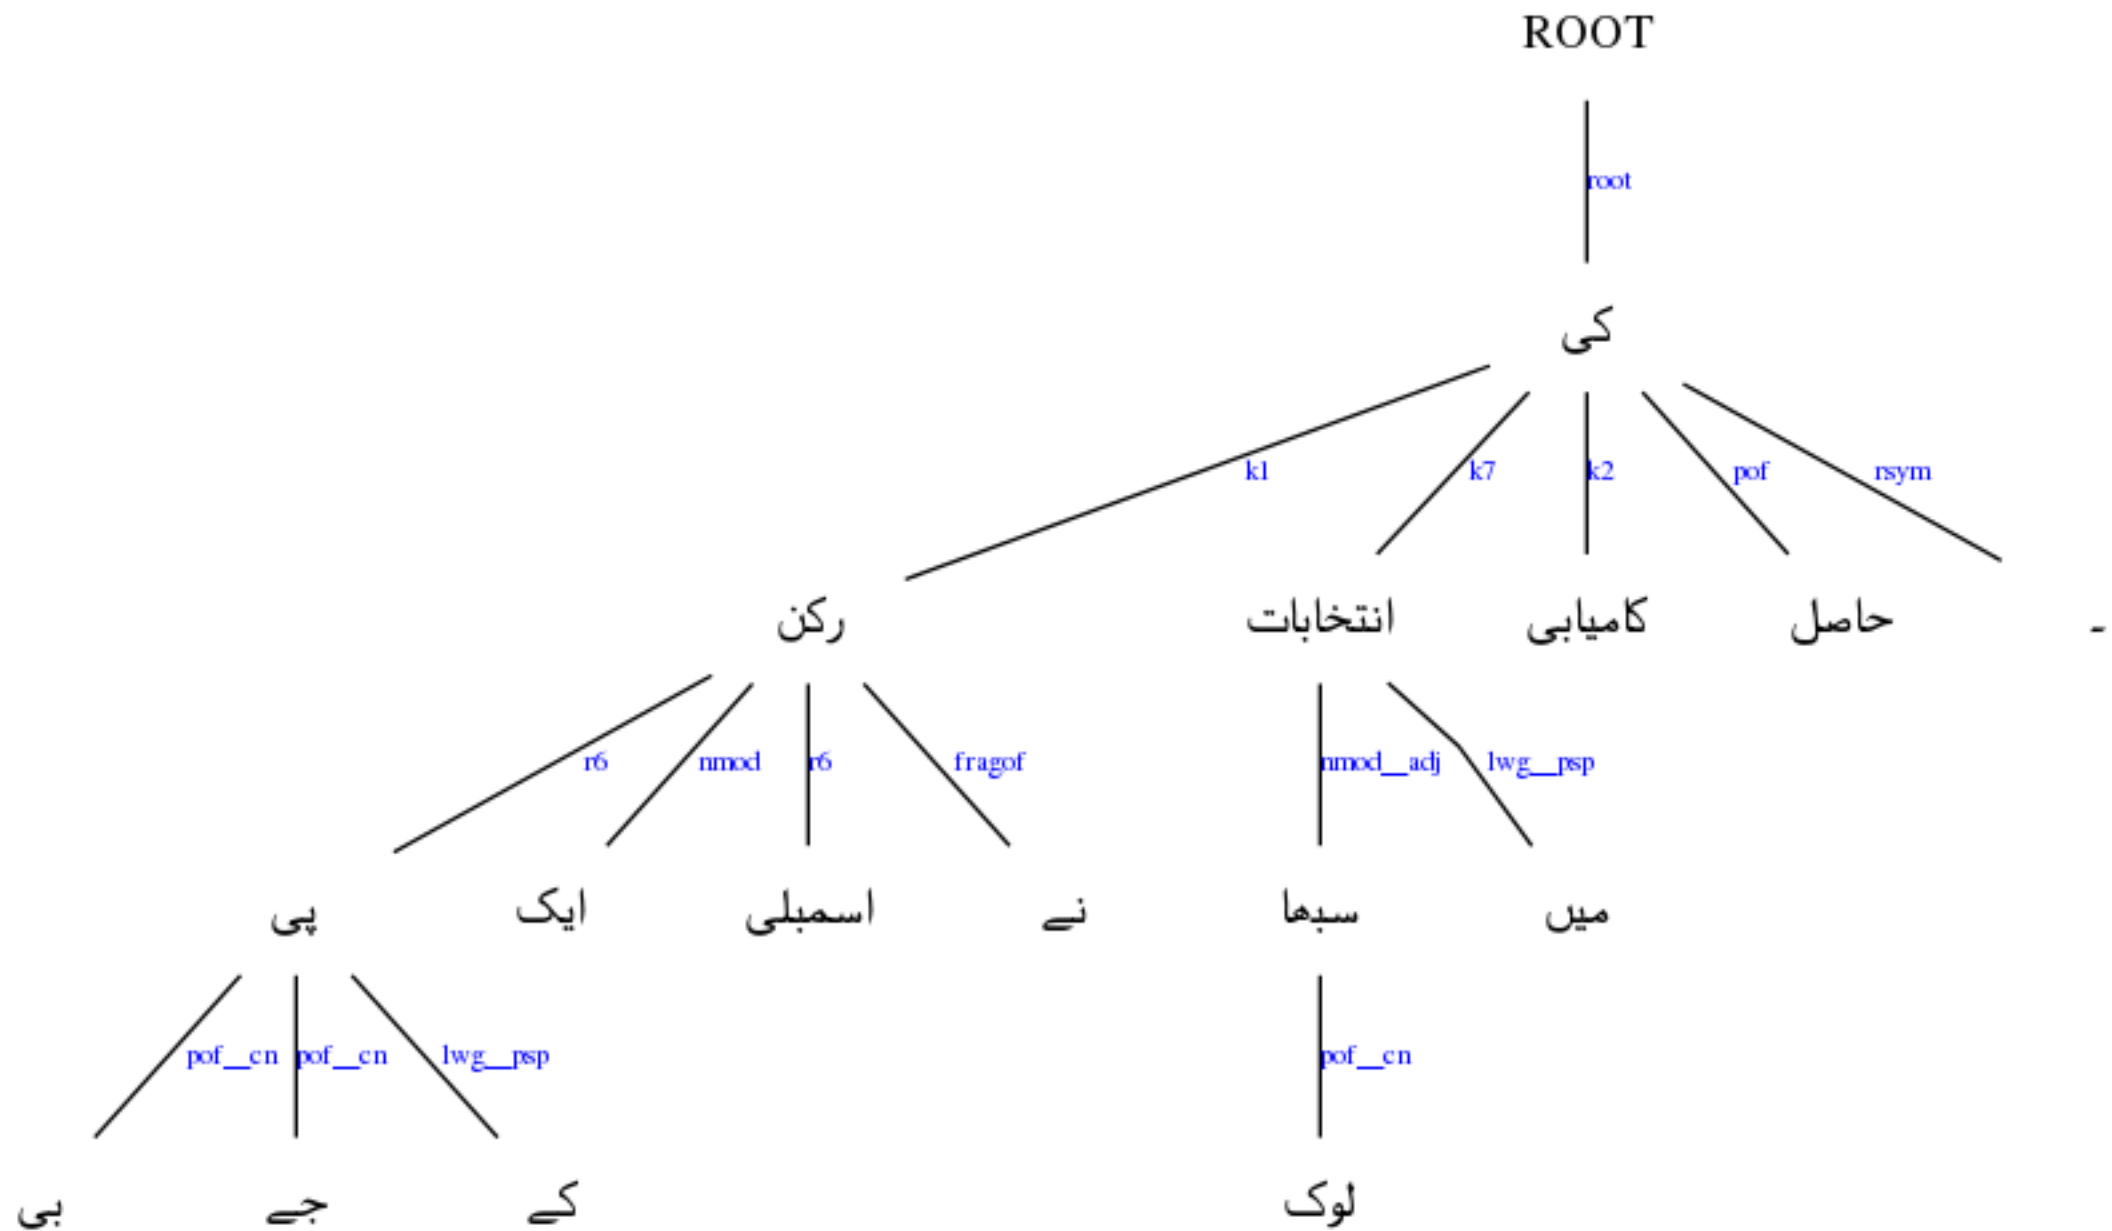 ROOT
root
کی
k1 k7 k2 pof rsym
رکن انتخابات کامیابی حاصل ۔
r6 nmod r6 fragof nmod__adj lwg__psp
پی ایک اسمبلی نے سبھا میں
pof__cn pof__cn lwg__psp pof__cn
بی جے کے لوک